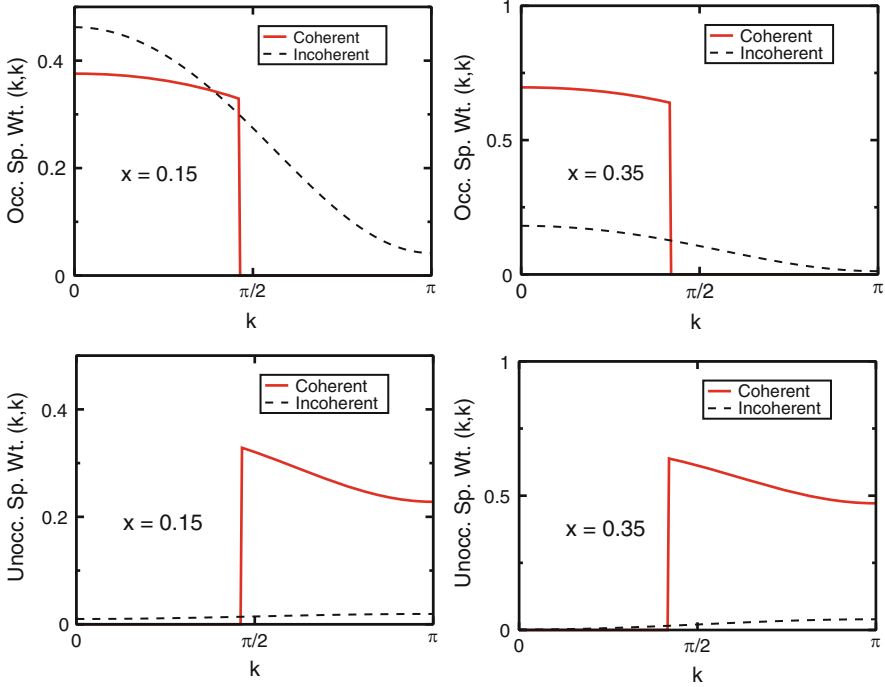 Occ. Sp. Wt. (k,k)
0.4
0.2
0
Coherent
Incoherent
x = 0.15
0
π/2
π
k
Occ. Sp. Wt. (k,k)
1
0.5
0
Coherent
Incoherent
x = 0.35
0
π/2
π
k
Unocc. Sp. Wt. (k,k)
0.4
0.2
0
Coherent
Incoherent
x = 0.15
0
π/2
π
k
Unocc. Sp. Wt. (k,k)
1
0.5
0
Coherent
Incoherent
x = 0.35
0
π/2
π
k